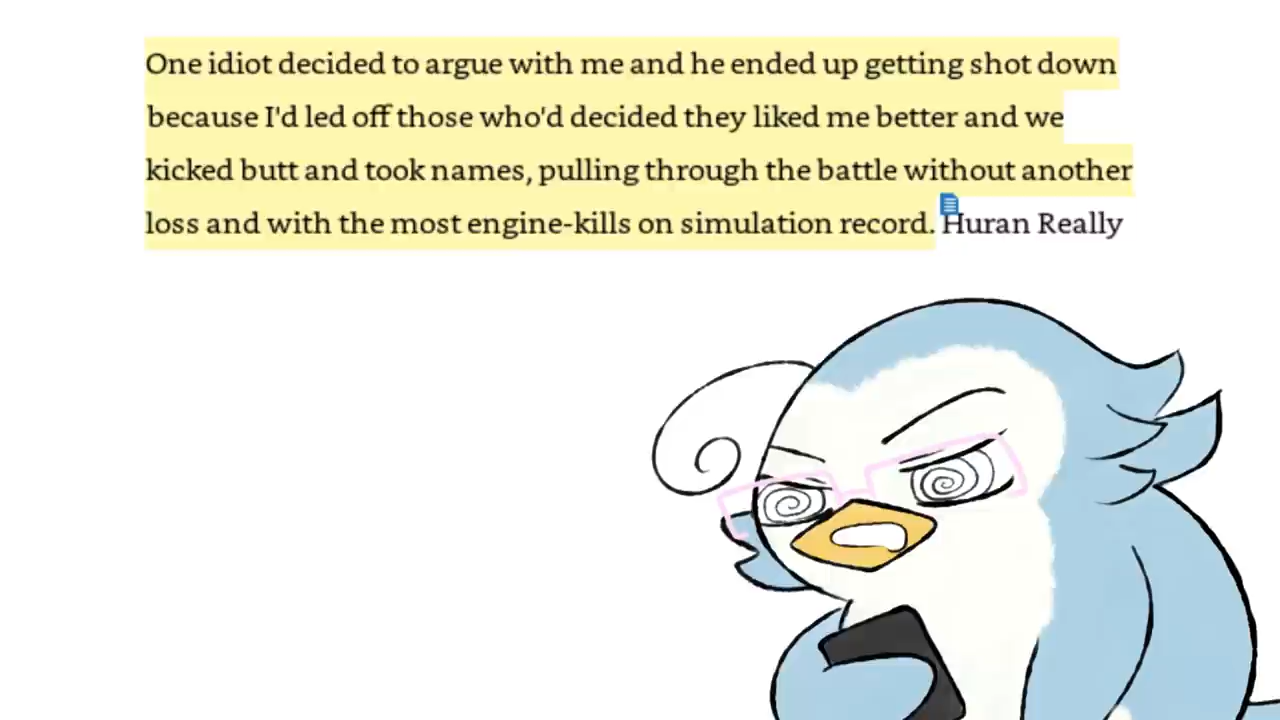 One idiot decided to argue with me and he ended up getting shot down
because I'd led off those who'd decided they liked me better and we
kicked butt and took names, pulling through the battle without another
loss and with the most engine-kills on simulation record. Huran Really